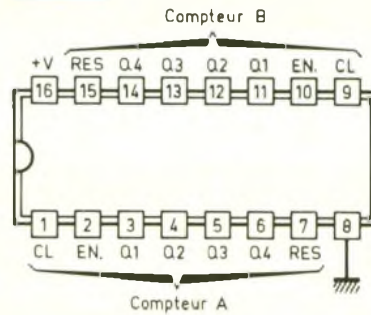 Compteur B
+V RES Q4 Q3 Q2 Q1 EN. CL
16 15 14 13 12 11 10 9
1 2 3 4 5 6 7 8
CL EN. Q1 Q2 Q3 Q4 RES
Compteur A